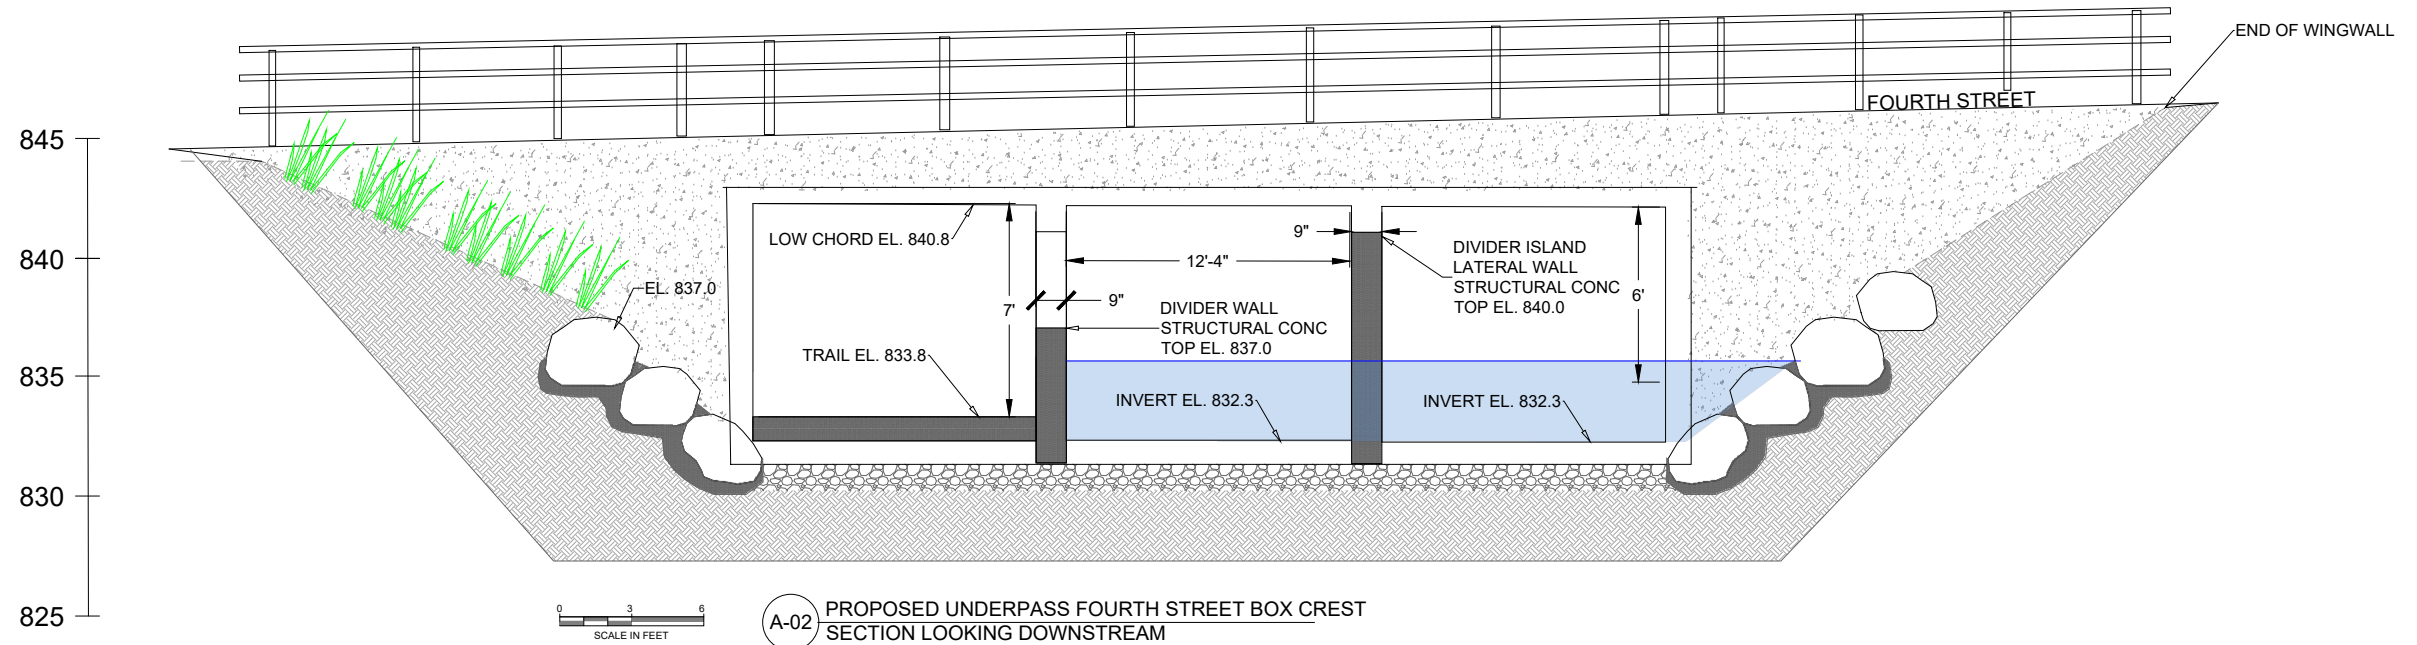 END OF WINGWALL
FOURTH STREET
845
840
835
830
825
LOW CHORD EL. 840.8
EL. 837.0
7'
TRAIL EL. 833.8
9"
12'-4"
DIVIDER WALL
STRUCTURAL CONC
TOP EL. 837.0
9"
DIVIDER ISLAND
LATERAL WALL
STRUCTURAL CONC
TOP EL. 840.0
6'
INVERT EL. 832.3
INVERT EL. 832.3
0 3 6
SCALE IN FEET
A-02
PROPOSED UNDERPASS FOURTH STREET BOX CREST
SECTION LOOKING DOWNSTREAM